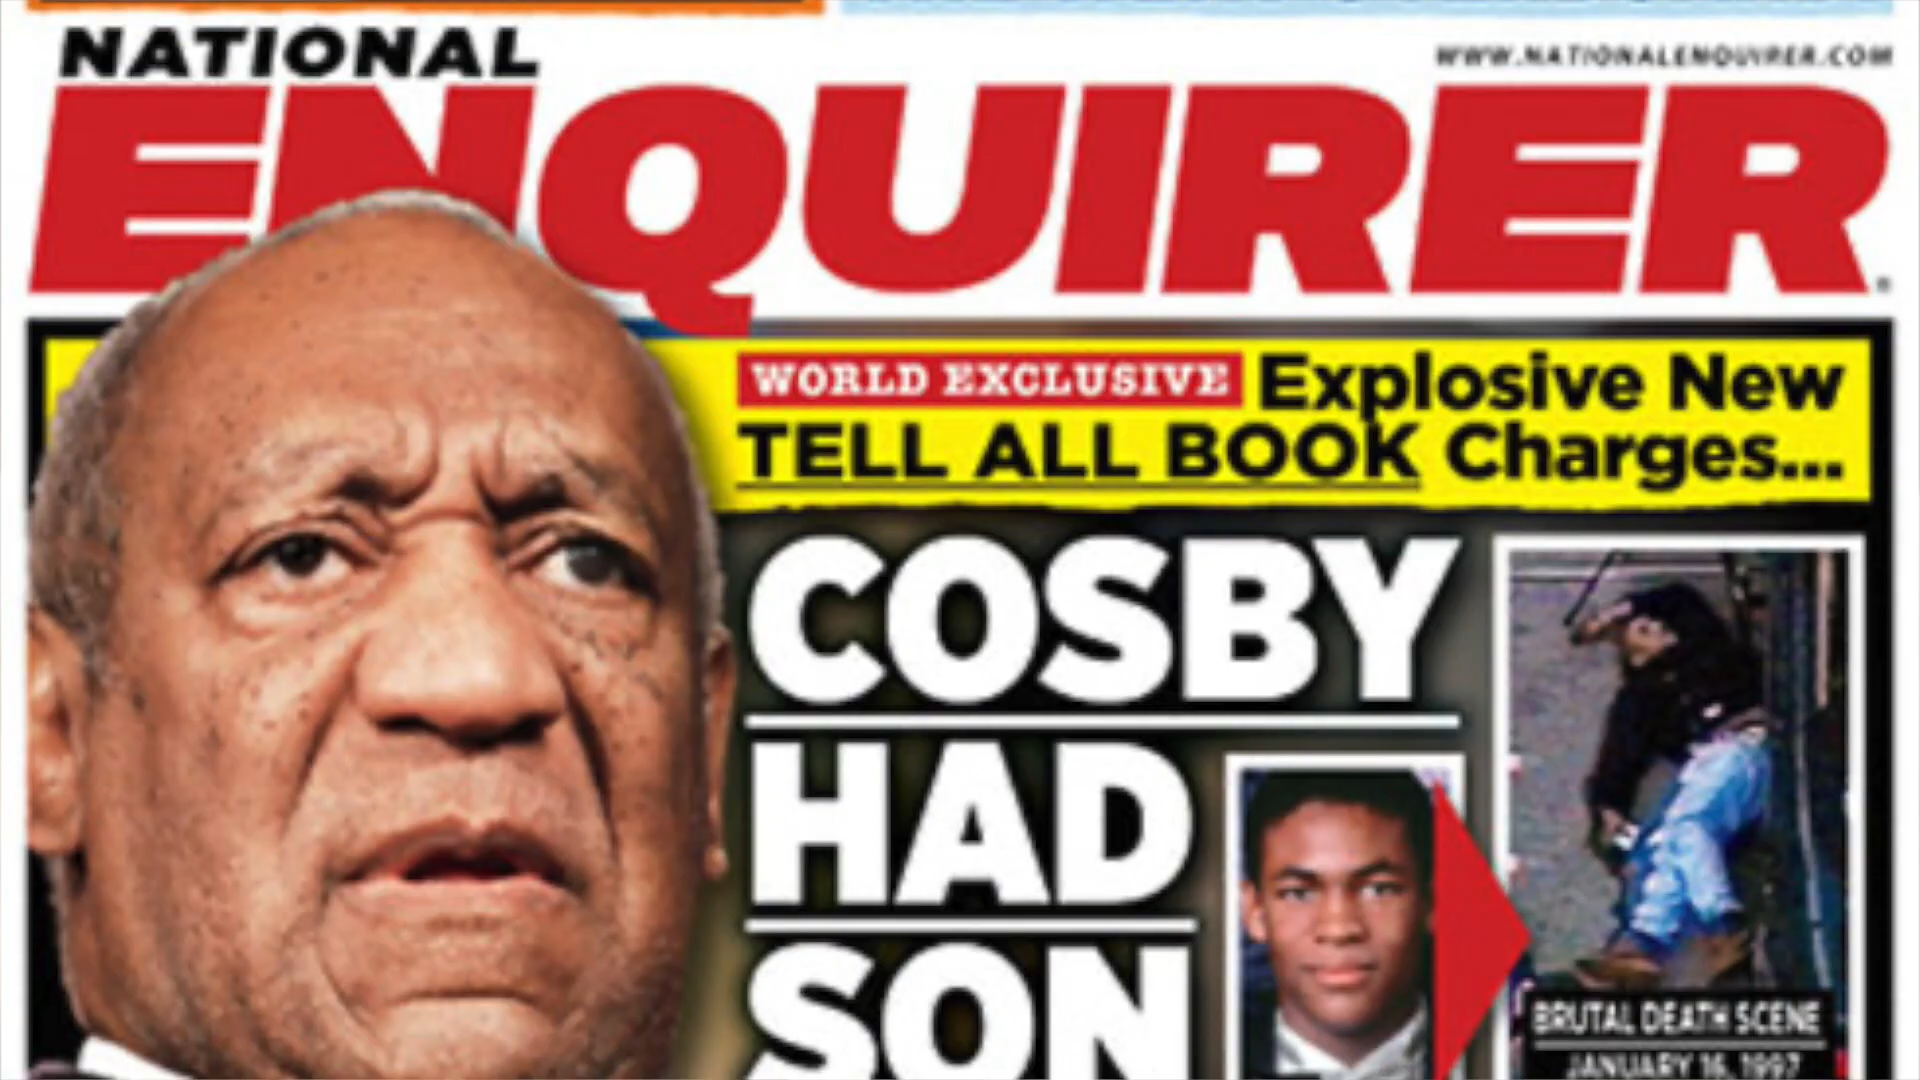 NATIONAL
WWW.NATIONALENQUIRER.COM
ENQUIRER
WORLD EXCLUSIVE Explosive New
TELL ALL BOOK Charges...
COSBY
HAD
SON
BRUTAL DEATH SCENE
JANUARY 16, 1997